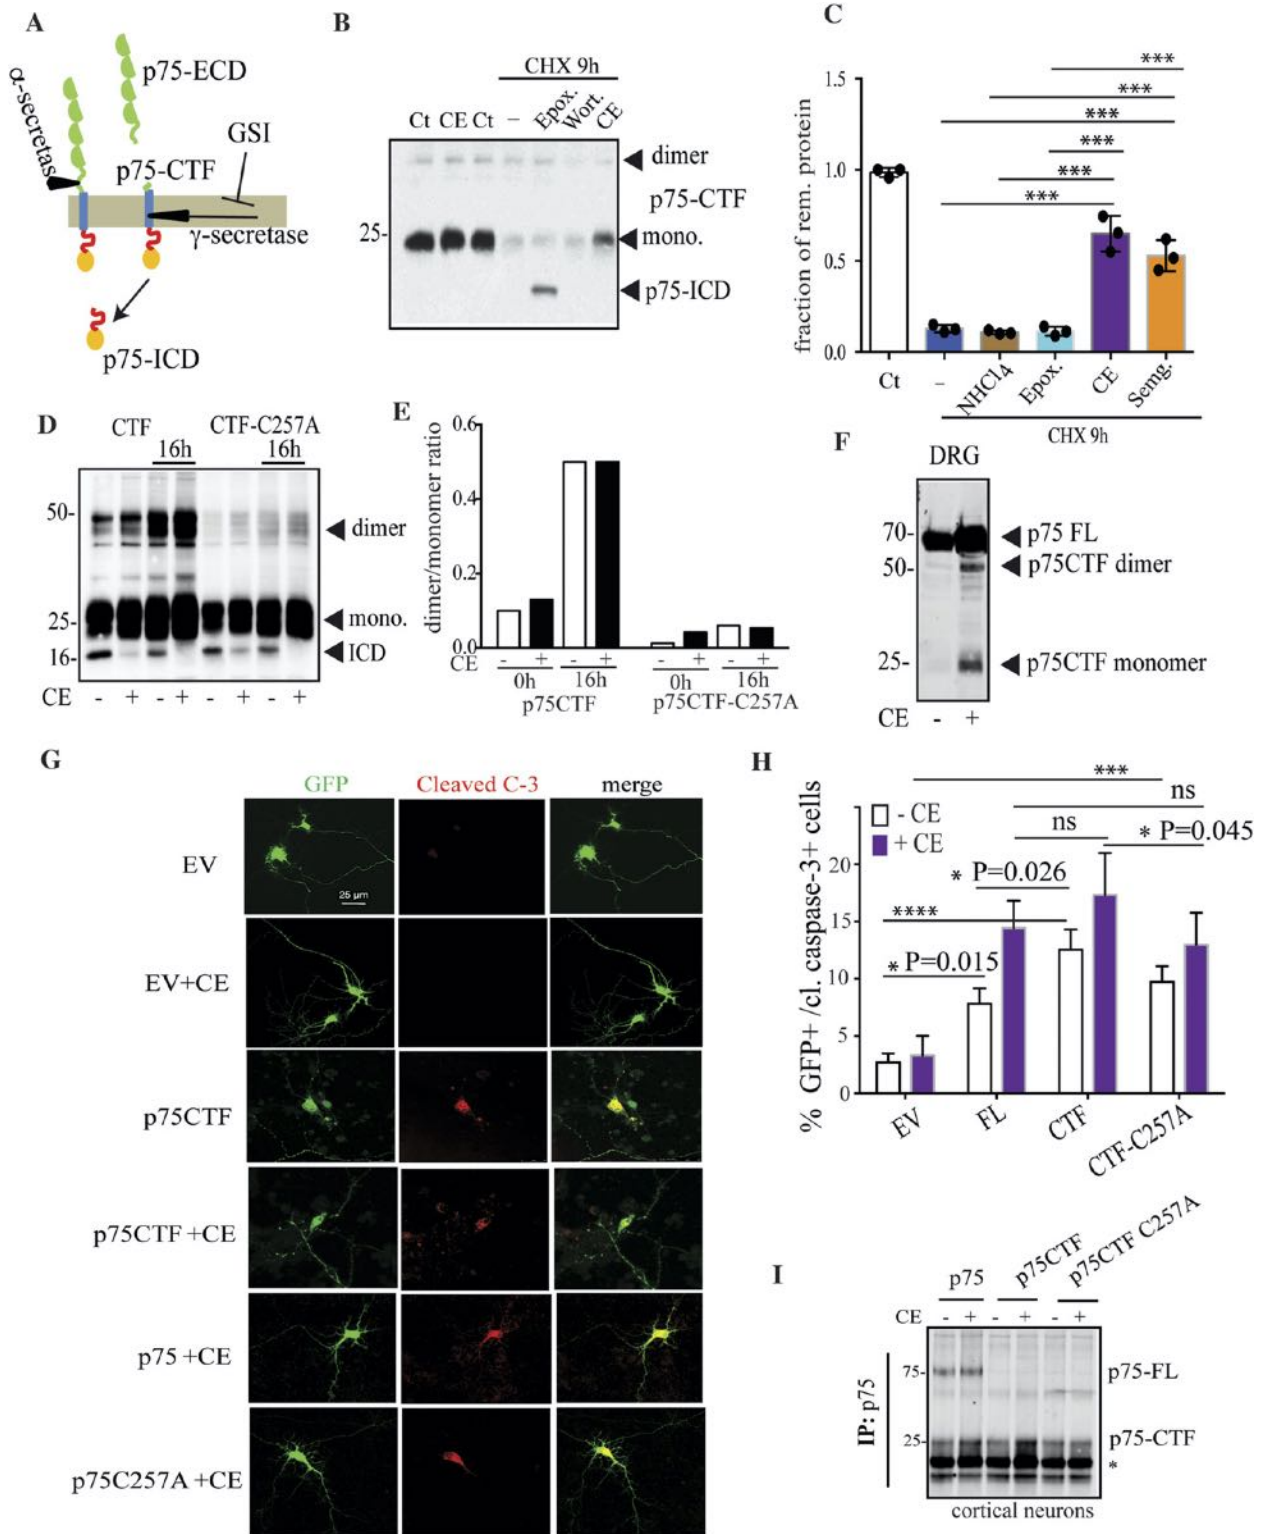 A
α-secretas
p75-ECD
GSI
p75-CTF
γ-secretase
p75-ICD
B
CHX 9h
Ct CE Ct – Epox. Wort. CE
dimer
p75-CTF
25-
mono.
p75-ICD
C
fraction of rem. protein
1.5
1.0
0.5
0.0
***
***
***
***
***
***
Ct – NHCl4 Epox. CE Semg.
CHX 9h
D
CTF CTF-C257A
16h 16h
50-
dimer
25-
mono.
16-
ICD
CE - + - + - + - +
E
dimer/monomer ratio
0.6
0.4
0.2
0.0
CE - + - + - + - +
0h 16h 0h 16h
p75CTF p75CTF-C257A
F
DRG
70-
p75 FL
50-
p75CTF dimer
25-
p75CTF monomer
CE - +
G
GFP Cleaved C-3 merge
EV
25 µm
EV+CE
p75CTF
p75CTF +CE
p75 +CE
p75C257A +CE
H
% GFP+ /cl. caspase-3+ cells
- CE
+ CE
20
15
10
5
0
***
ns
ns
* P=0.045
* P=0.026
****
* P=0.015
EV FL CTF CTF-C257A
I
p75 p75CTF p75CTF C257A
CE - + - + - +
IP: p75
75-
p75-FL
25-
p75-CTF
*
cortical neurons